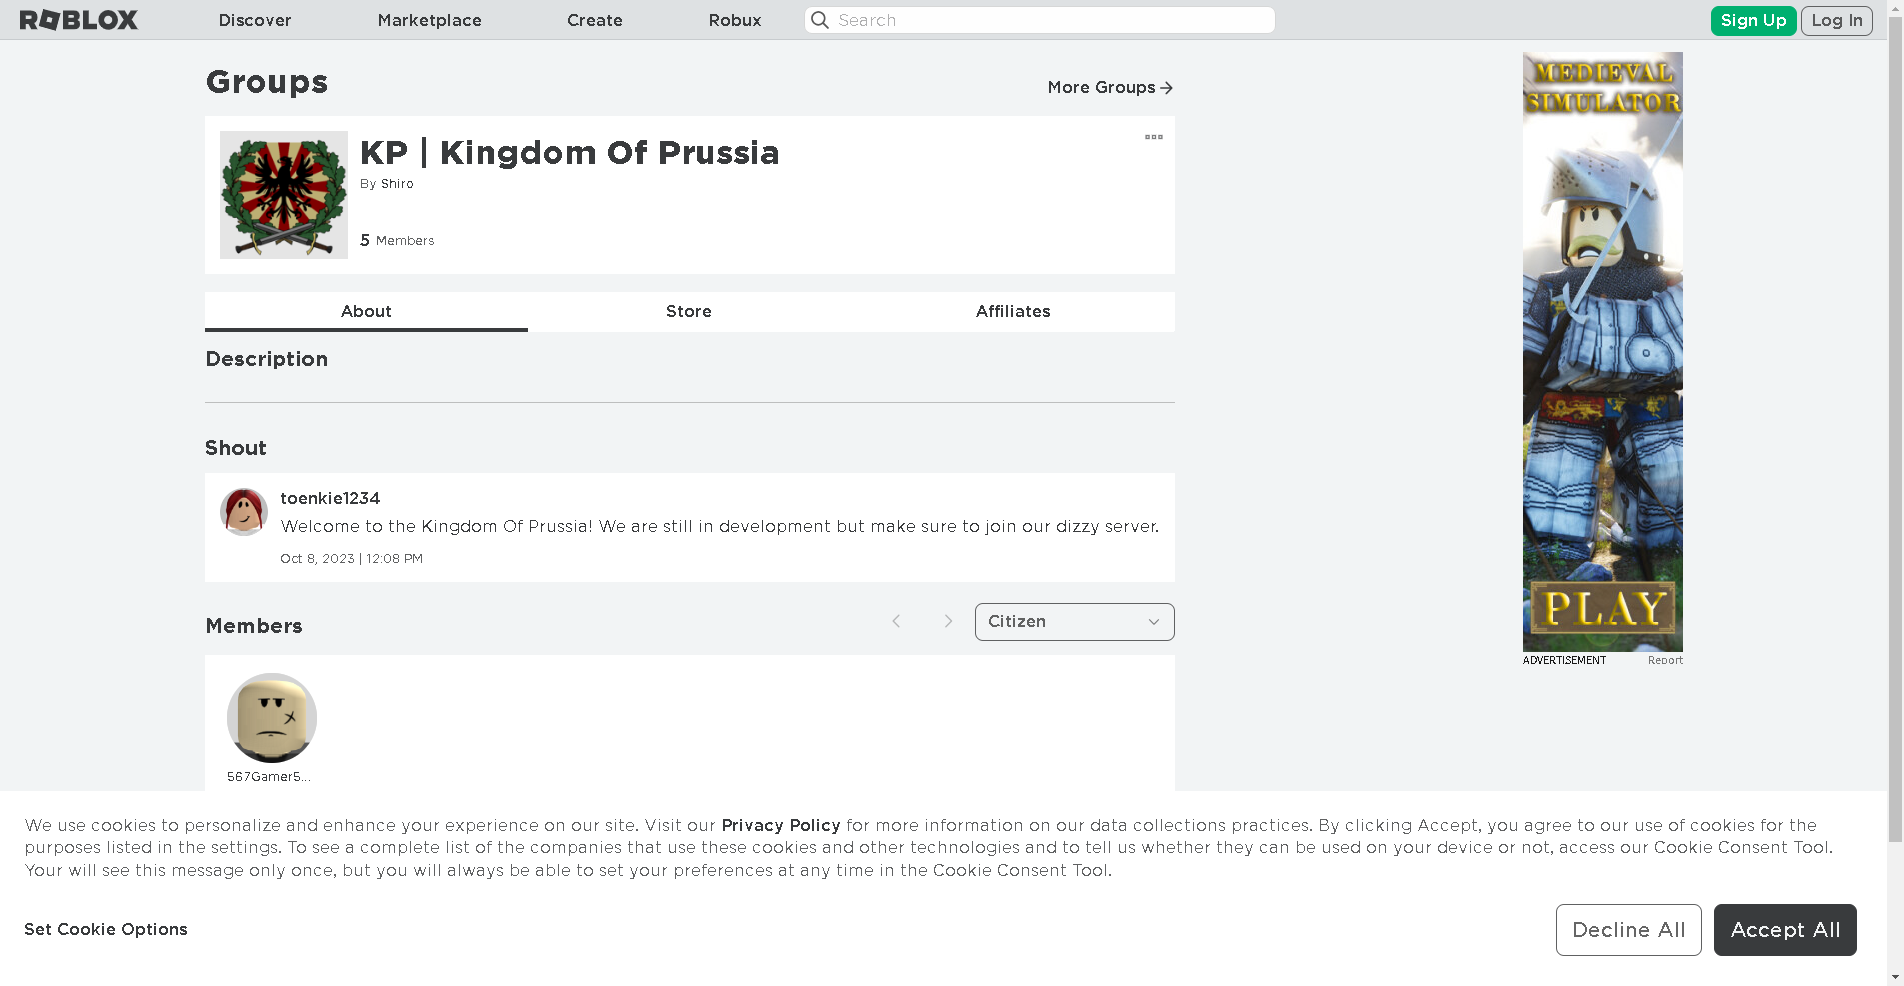 ROBLOX Discover Marketplace Create Robux Search Sign Up Log In
Groups
More Groups
KP | Kingdom Of Prussia
By Shiro
5 Members
About Store Affiliates
Description
Shout
toenkie1234
Welcome to the Kingdom Of Prussia! We are still in development but make sure to join our dizzy server.
Oct 8, 2023 | 12:08 PM
Members
Citizen
567Gamer5...
MEDIEVAL
SIMULATOR
PLAY
ADVERTISEMENT Report
We use cookies to personalize and enhance your experience on our site. Visit our Privacy Policy for more information on our data collections practices. By clicking Accept, you agree to our use of cookies for the
purposes listed in the settings. To see a complete list of the companies that use these cookies and other technologies and to tell us whether they can be used on your device or not, access our Cookie Consent Tool.
Your will see this message only once, but you will always be able to set your preferences at any time in the Cookie Consent Tool.
Set Cookie Options
Decline All
Accept All